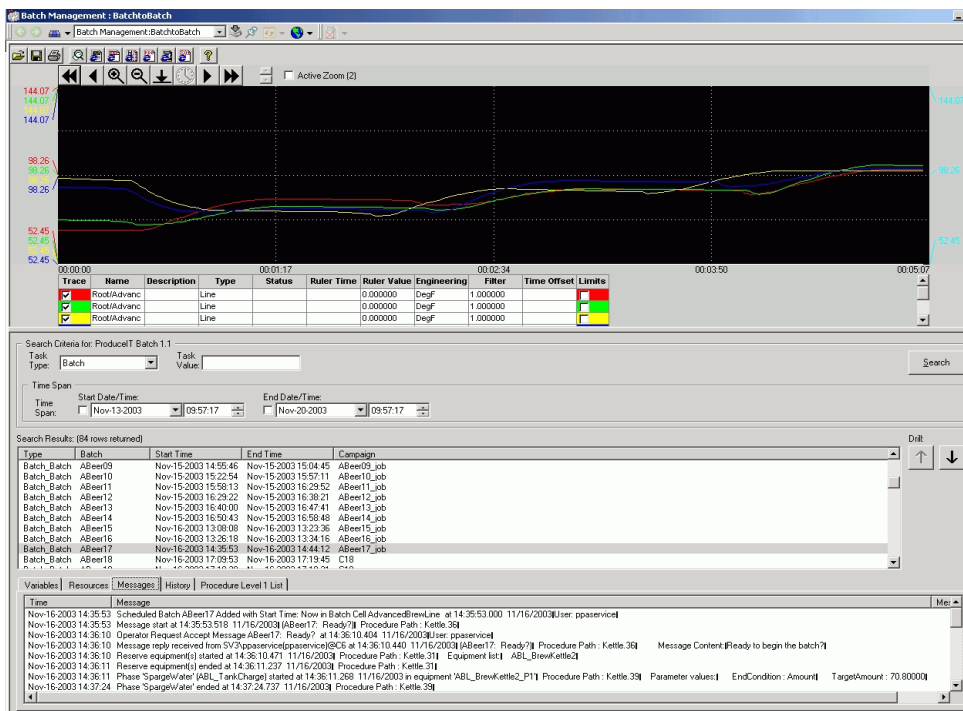 Batch Management : BatchtoBatch
Batch Management:BatchtoBatch
Active Zoom (2)
144.07
144.07
144.07
144.07
98.26
98.26
98.26
98.26
52.45
52.45
52.45
52.45
00:00:00 00:01:17 00:02:34 00:03:50 00:05:07
Trace Name Description Type Status Ruler Time Ruler Value Engineering Filter Time Offset Limits
Root/Advanc Line 0.000000 DegF 1.000000
Root/Advanc Line 0.000000 DegF 1.000000
Root/Advanc Line 0.000000 DegF 1.000000
Search Criteria for: ProduceIT Batch 1.1
Task Type: Batch Task Value:
Search
Time Span
Start Date/Time: End Date/Time:
Time Span: Nov-13-2003 09:57:17 Nov-20-2003 09:57:17
Search Results: (84 rows returned) Drill:
Type Batch Start Time End Time Campaign
Batch_Batch ABeer09 Nov-15-2003 14:55:46 Nov-15-2003 15:04:45 ABeer09_job
Batch_Batch ABeer10 Nov-15-2003 15:22:54 Nov-15-2003 15:57:11 ABeer10_job
Batch_Batch ABeer11 Nov-15-2003 15:58:13 Nov-15-2003 16:29:52 ABeer11_job
Batch_Batch ABeer12 Nov-15-2003 16:29:22 Nov-15-2003 16:38:21 ABeer12_job
Batch_Batch ABeer13 Nov-15-2003 16:40:00 Nov-15-2003 16:47:41 ABeer13_job
Batch_Batch ABeer14 Nov-15-2003 16:50:43 Nov-15-2003 16:58:48 ABeer14_job
Batch_Batch ABeer15 Nov-16-2003 13:08:08 Nov-16-2003 13:23:36 ABeer15_job
Batch_Batch ABeer16 Nov-16-2003 13:26:18 Nov-16-2003 13:34:16 ABeer16_job
Batch_Batch ABeer17 Nov-16-2003 14:35:53 Nov-16-2003 14:44:12 ABeer17_job
Batch_Batch ABeer18 Nov-16-2003 17:09:53 Nov-16-2003 17:19:45 C18
Variables Resources Messages History Procedure Level 1 List
Time Message Mes
Nov-16-2003 14:35:53 Scheduled Batch ABeer17 Added with Start Time: Now in Batch Cell AdvancedBrewLine at 14:35:53.000 11/16/2003|User: ppaservice|
Nov-16-2003 14:35:53 Message start at 14:35:53.518 11/16/2003| (ABeer17: Ready?)| Procedure Path : Kettle.36|
Nov-16-2003 14:36:10 Operator Request Accept Message ABeer17: Ready? at 14:36:10.404 11/16/2003|User: ppaservice|
Nov-16-2003 14:36:10 Message reply received from SV3\ppaservice(ppaservice)@C6 at 14:36:10.440 11/16/2003| (ABeer17: Ready?)| Procedure Path : Kettle.36| Message Content:|Ready to begin the batch?|
Nov-16-2003 14:36:10 Reserve equipment(s) started at 14:36:10.471 11/16/2003| Procedure Path : Kettle.31| Equipment list:| ABL_BrewKettle2|
Nov-16-2003 14:36:11 Reserve equipment(s) ended at 14:36:11.237 11/16/2003| Procedure Path : Kettle.31|
Nov-16-2003 14:36:11 Phase 'SpargeWater' (ABL_TankCharge) started at 14:36:11.268 11/16/2003 in equipment 'ABL_BrewKettle2_P1'| Procedure Path : Kettle.39| Parameter values:| EndCondition : Amount| TargetAmount : 70.80000|
Nov-16-2003 14:37:24 Phase 'SpargeWater' ended at 14:37:24.737 11/16/2003| Procedure Path : Kettle.39|